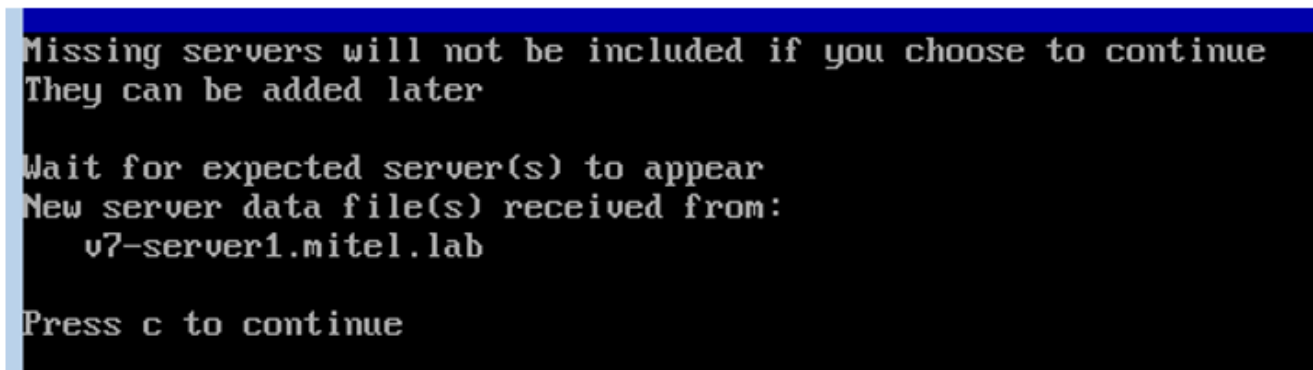 Missing servers will not be included if you choose to continue
They can be added later
Wait for expected server(s) to appear
New server data file(s) received from:
v7-server1.mitel.lab
Press c to continue